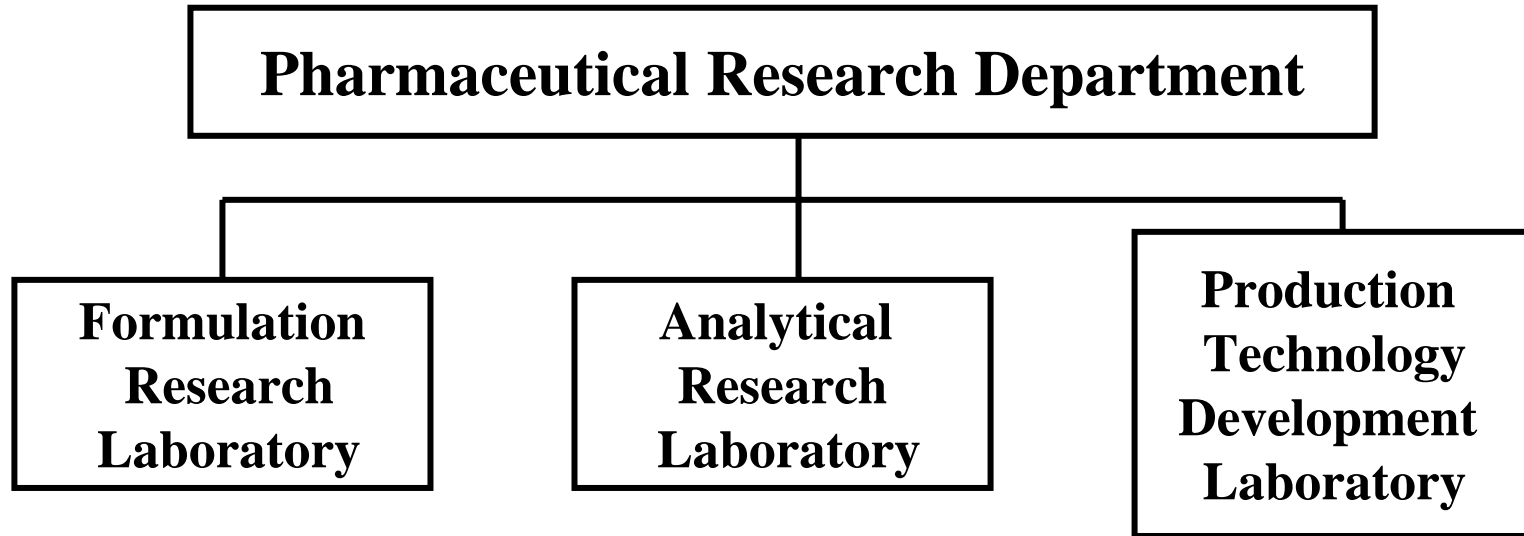 Pharmaceutical Research Department
Formulation
Research
Laboratory
Analytical
Research
Laboratory
Production
Technology
Development
Laboratory